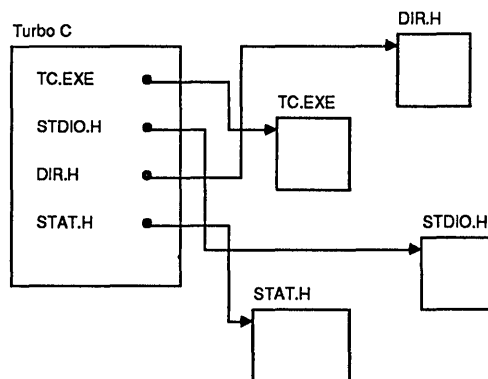 DIR.H
Turbo C
TC.EXE
TC.EXE
STDIO.H
DIR.H
STAT.H
STDIO.H
STAT.H